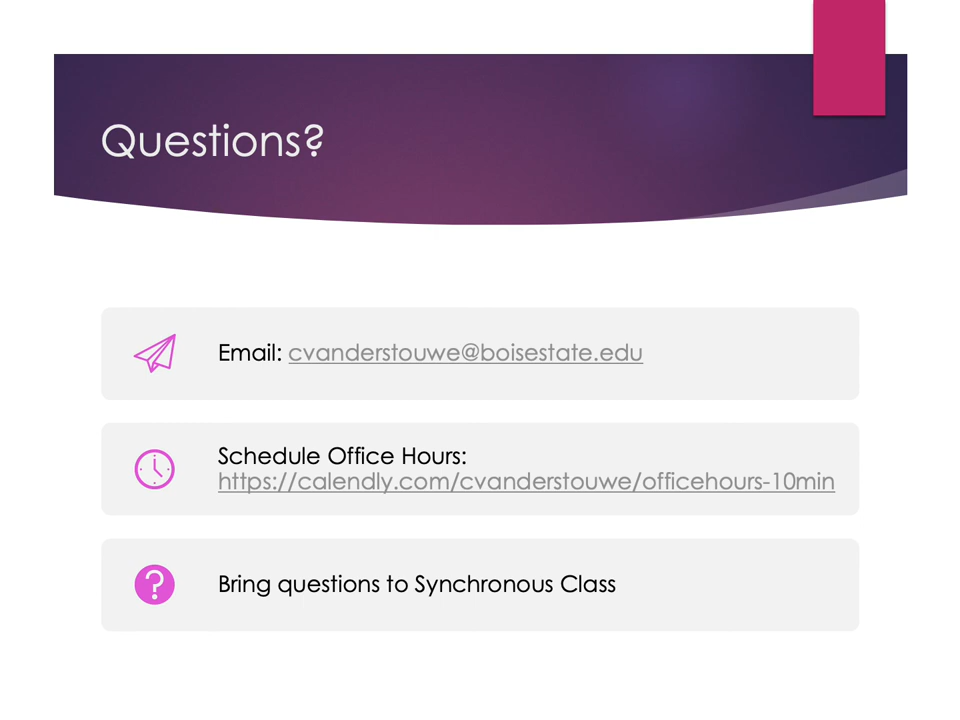 Questions?
Email: cvanderstouwe@boisestate.edu
Schedule Office Hours:
https://calendly.com/cvanderstouwe/officehours-10min
Bring questions to Synchronous Class